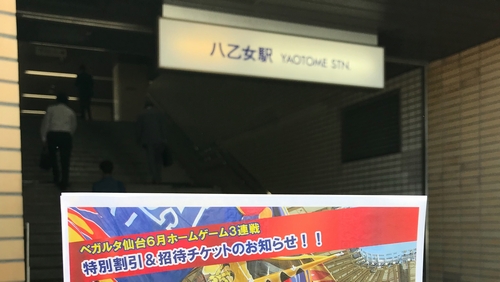 八乙女駅 YAOTOME STN.
ベガルタ仙台6月ホームゲーム3連戦
特別割引&招待チケットのお知らせ!!